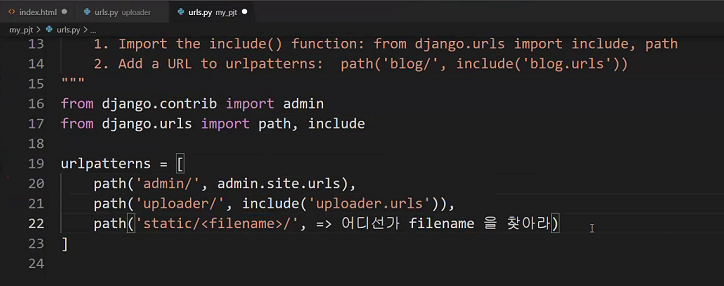 index.html
urls.py uploader
urls.py my_pjt
my_pjt > urls.py > ...
13 1. Import the include() function: from django.urls import include, path
14 2. Add a URL to urlpatterns:  path('blog/', include('blog.urls'))
15 """
16 from django.contrib import admin
17 from django.urls import path, include
18
19 urlpatterns = [
20 path('admin/', admin.site.urls),
21 path('uploader/', include('uploader.urls')),
22 path('static/<filename>/', => 어디선가 filename 을 찾아라)
23 ]
24